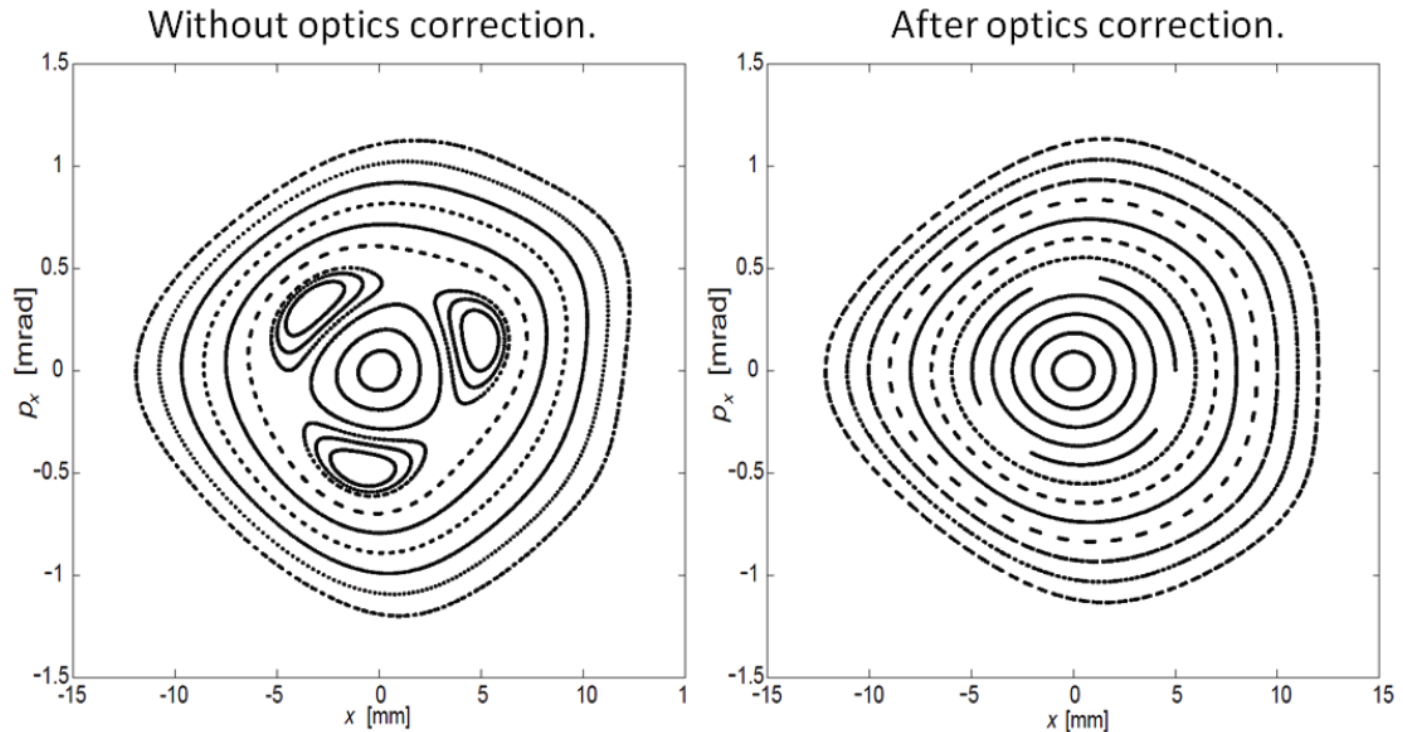 Without optics correction.
1.5
1
0.5
0
-0.5
-1
-1.5
p_x [mrad]
-15 -10 -5 0 5 10 1
x [mm]
After optics correction.
1.5
1
0.5
0
-0.5
-1
-1.5
p_x [mrad]
-15 -10 -5 0 5 10 15
x [mm]